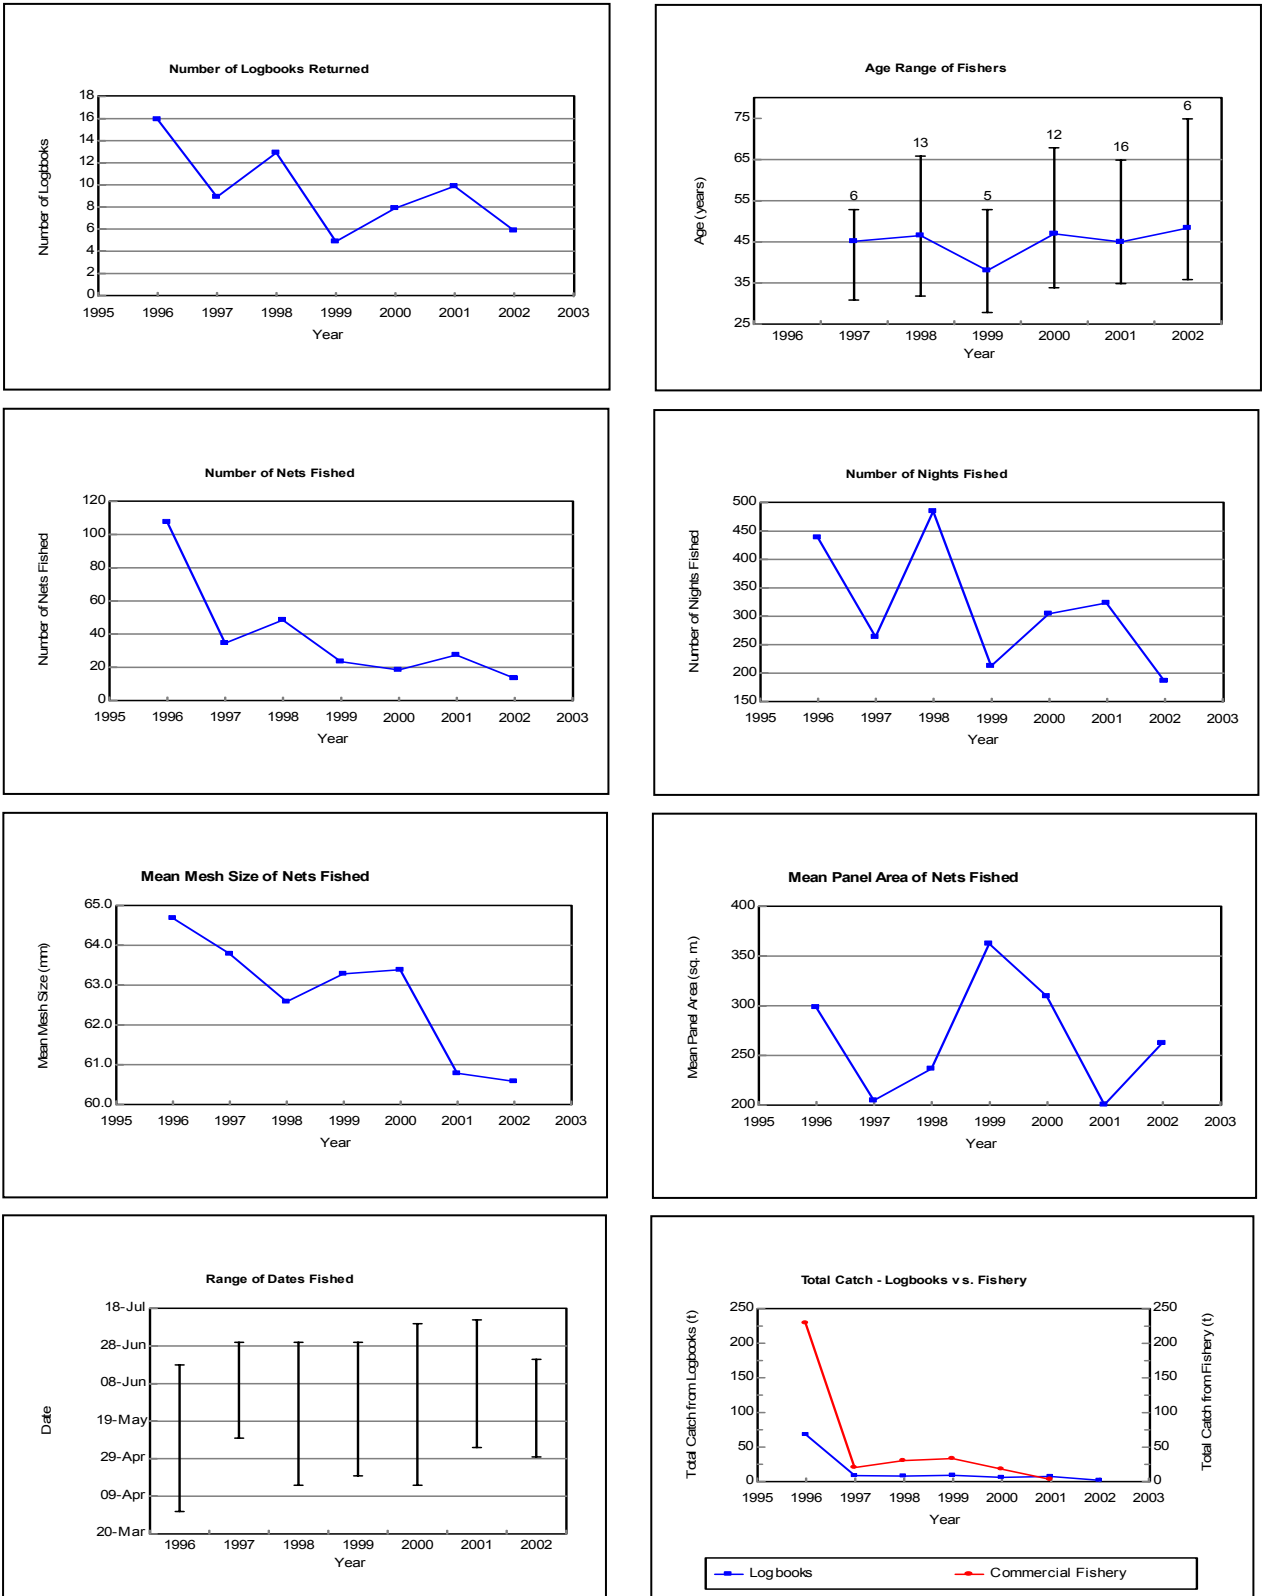 Number of Logbooks Returned
Number of Logbooks
18
16
14
12
10
8
6
4
2
0
1995 1996 1997 1998 1999 2000 2001 2002 2003
Year
Age Range of Fishers
Age (years)
75
65
55
45
35
25
6 13 5 12 16 6
1996 1997 1998 1999 2000 2001 2002
Year
Number of Nets Fished
Number of Nets Fished
120
100
80
60
40
20
0
1995 1996 1997 1998 1999 2000 2001 2002 2003
Year
Number of Nights Fished
Number of Nights Fished
500
450
400
350
300
250
200
150
1995 1996 1997 1998 1999 2000 2001 2002 2003
Year
Mean Mesh Size of Nets Fished
Mean Mesh Size (mm)
65.0
64.0
63.0
62.0
61.0
60.0
1995 1996 1997 1998 1999 2000 2001 2002 2003
Year
Mean Panel Area of Nets Fished
Mean Panel Area (sq. m.)
400
350
300
250
200
1995 1996 1997 1998 1999 2000 2001 2002 2003
Year
Range of Dates Fished
Date
18-Jul
28-Jun
08-Jun
19-May
29-Apr
09-Apr
20-Mar
1996 1997 1998 1999 2000 2001 2002
Year
Total Catch - Logbooks vs. Fishery
Total Catch from Logbooks (t)
250
200
150
100
50
0
250
200
150
100
50
0
Total Catch from Fishery (t)
1995 1996 1997 1998 1999 2000 2001 2002 2003
Year
Logbooks Commercial Fishery